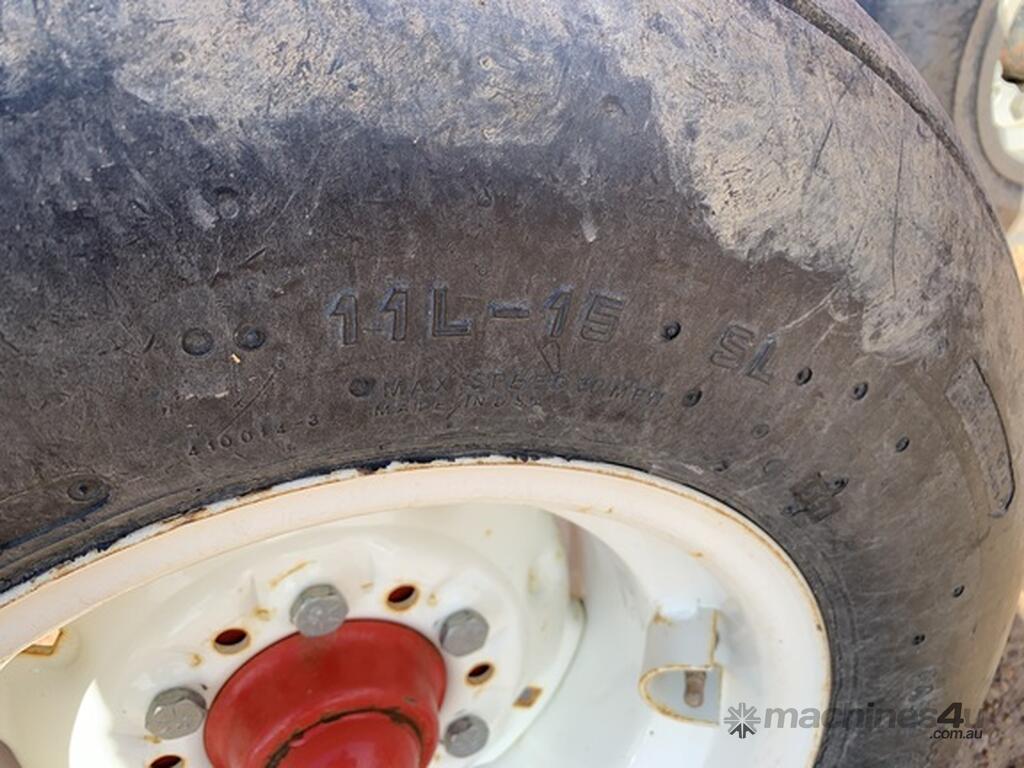 11L-15 SL
MAX SPEED 30 MPH
MADE IN USA
410014-3
machines4u
.com.au